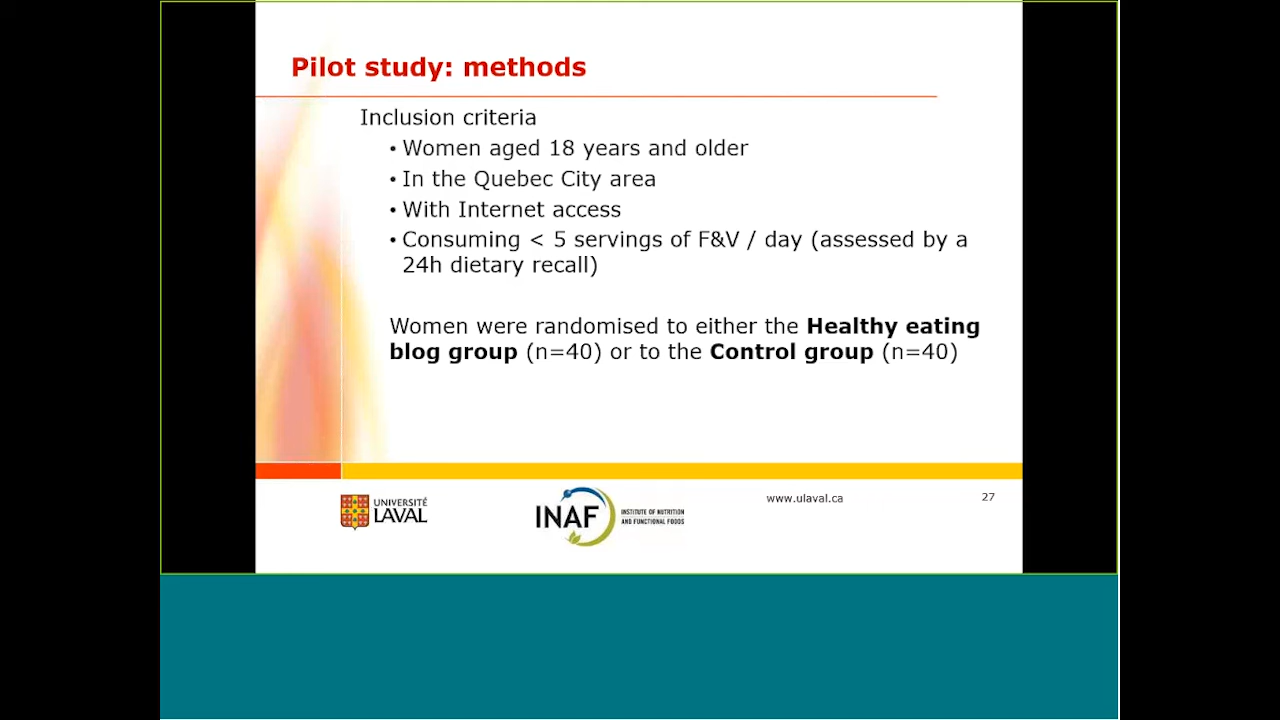 Pilot study: methods
Inclusion criteria
• Women aged 18 years and older
• In the Quebec City area
• With Internet access
• Consuming < 5 servings of F&V / day (assessed by a
24h dietary recall)
Women were randomised to either the Healthy eating
blog group (n=40) or to the Control group (n=40)
UNIVERSITÉ
LAVAL
INAF
INSTITUTE OF NUTRITION
AND FUNCTIONAL FOODS
www.ulaval.ca
27